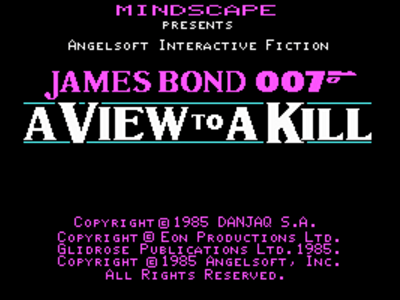 MINDSCAPE
PRESENTS
ANGELSOFT INTERACTIVE FICTION
JAMES BOND 007
A VIEW TO A KILL
COPYRIGHT © 1985 DANJAQ S.A.
COPYRIGHT © EON PRODUCTIONS LTD.
GLIDROSE PUBLICATIONS LTD. 1985.
COPYRIGHT © 1985 ANGELSOFT, INC.
ALL RIGHTS RESERVED.